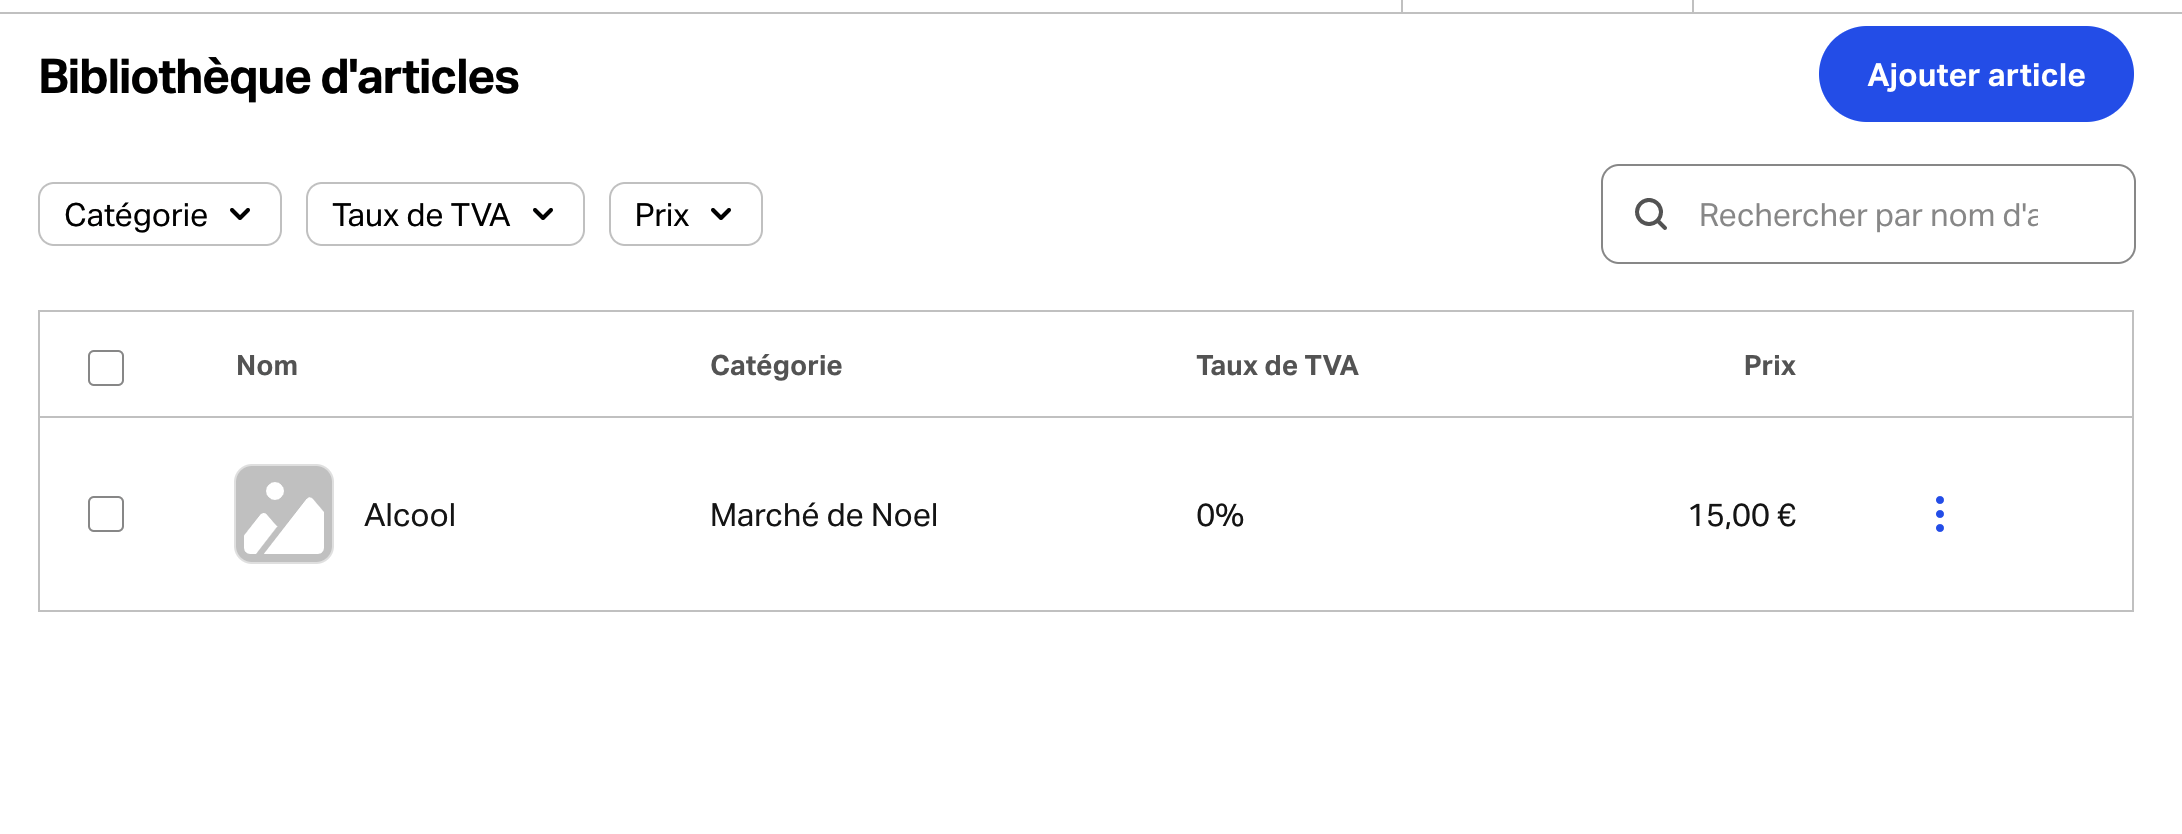 Bibliothèque d'articles
Ajouter article
Catégorie
Taux de TVA
Prix
Rechercher par nom d'a
Nom Catégorie Taux de TVA Prix
Alcool Marché de Noel 0% 15,00 €